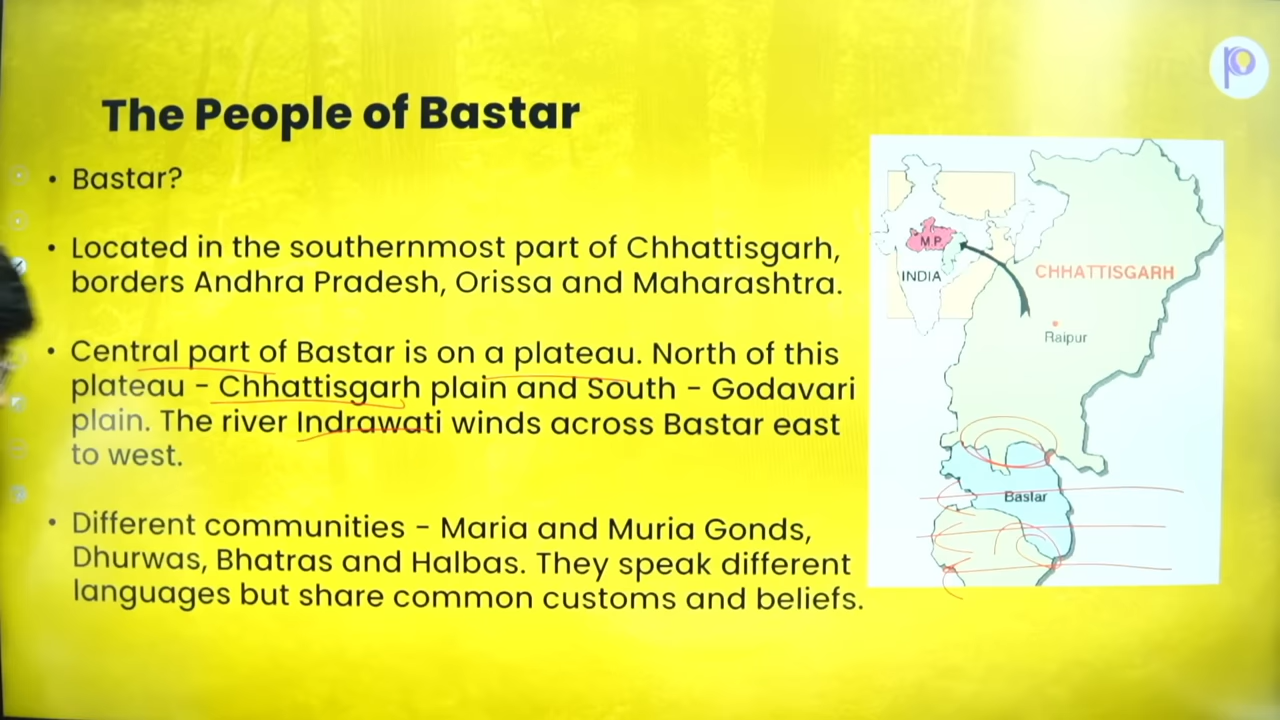 The People of Bastar
• Bastar?
• Located in the southernmost part of Chhattisgarh,
borders Andhra Pradesh, Orissa and Maharashtra.
• Central part of Bastar is on a plateau. North of this
plateau - Chhattisgarh plain and South - Godavari
plain. The river Indrawati winds across Bastar east
to west.
• Different communities - Maria and Muria Gonds,
Dhurwas, Bhatras and Halbas. They speak different
languages but share common customs and beliefs.
M.P.
INDIA
CHHATTISGARH
Raipur
Bastar